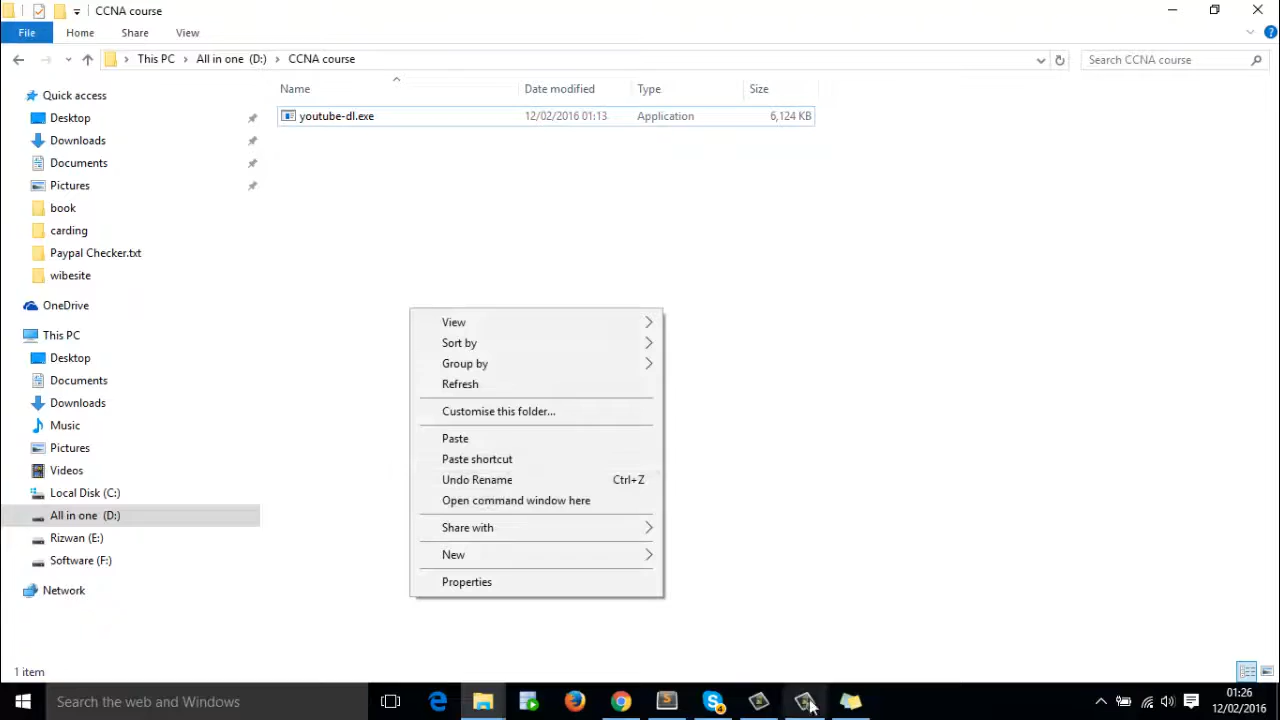 CCNA course
File Home Share View
This PC All in one (D:) CCNA course Search CCNA course
Name Date modified Type Size
youtube-dl.exe 12/02/2016 01:13 Application 6,124 KB
Quick access
Desktop
Downloads
Documents
Pictures
book
carding
Paypal Checker.txt
wibesite
OneDrive
This PC
Desktop
Documents
Downloads
Music
Pictures
Videos
Local Disk (C:)
All in one (D:)
Rizwan (E:)
Software (F:)
Network
View
Sort by
Group by
Refresh
Customise this folder...
Paste
Paste shortcut
Undo Rename Ctrl+Z
Open command window here
Share with
New
Properties
1 item
Search the web and Windows
01:26
12/02/2016